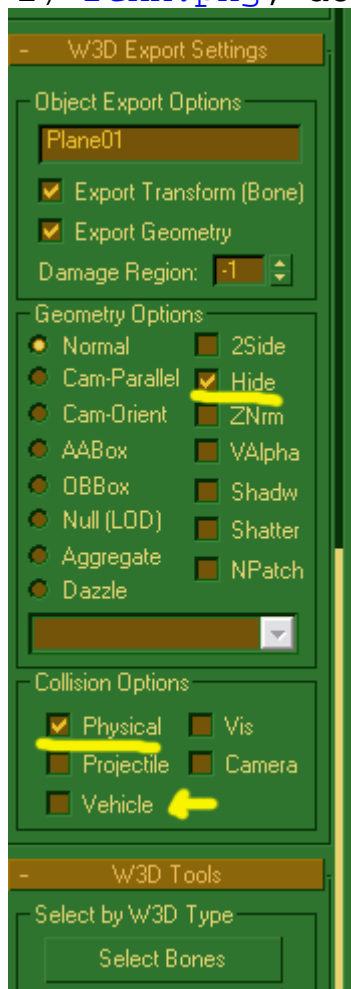 - W3D Export Settings
Object Export Options
Plane01
Export Transform (Bone)
Export Geometry
Damage Region: -1
Geometry Options
Normal 2Side
Cam-Parallel Hide
Cam-Orient ZNrm
AABox VAlpha
OBBox Shadw
Null (LOD) Shatter
Aggregate NPatch
Dazzle
Collision Options
Physical Vis
Projectile Camera
Vehicle
- W3D Tools
Select by W3D Type
Select Bones